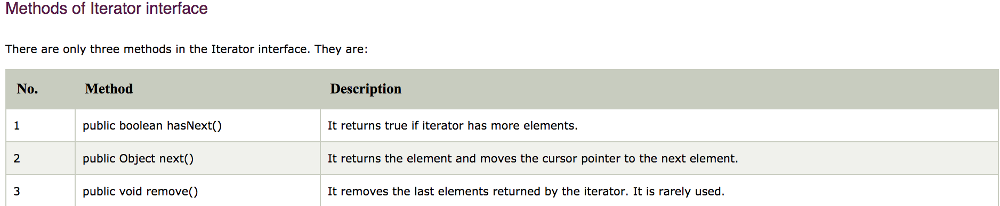 Methods of Iterator interface
There are only three methods in the Iterator interface. They are:
No. Method Description
1 public boolean hasNext() It returns true if iterator has more elements.
2 public Object next() It returns the element and moves the cursor pointer to the next element.
3 public void remove() It removes the last elements returned by the iterator. It is rarely used.